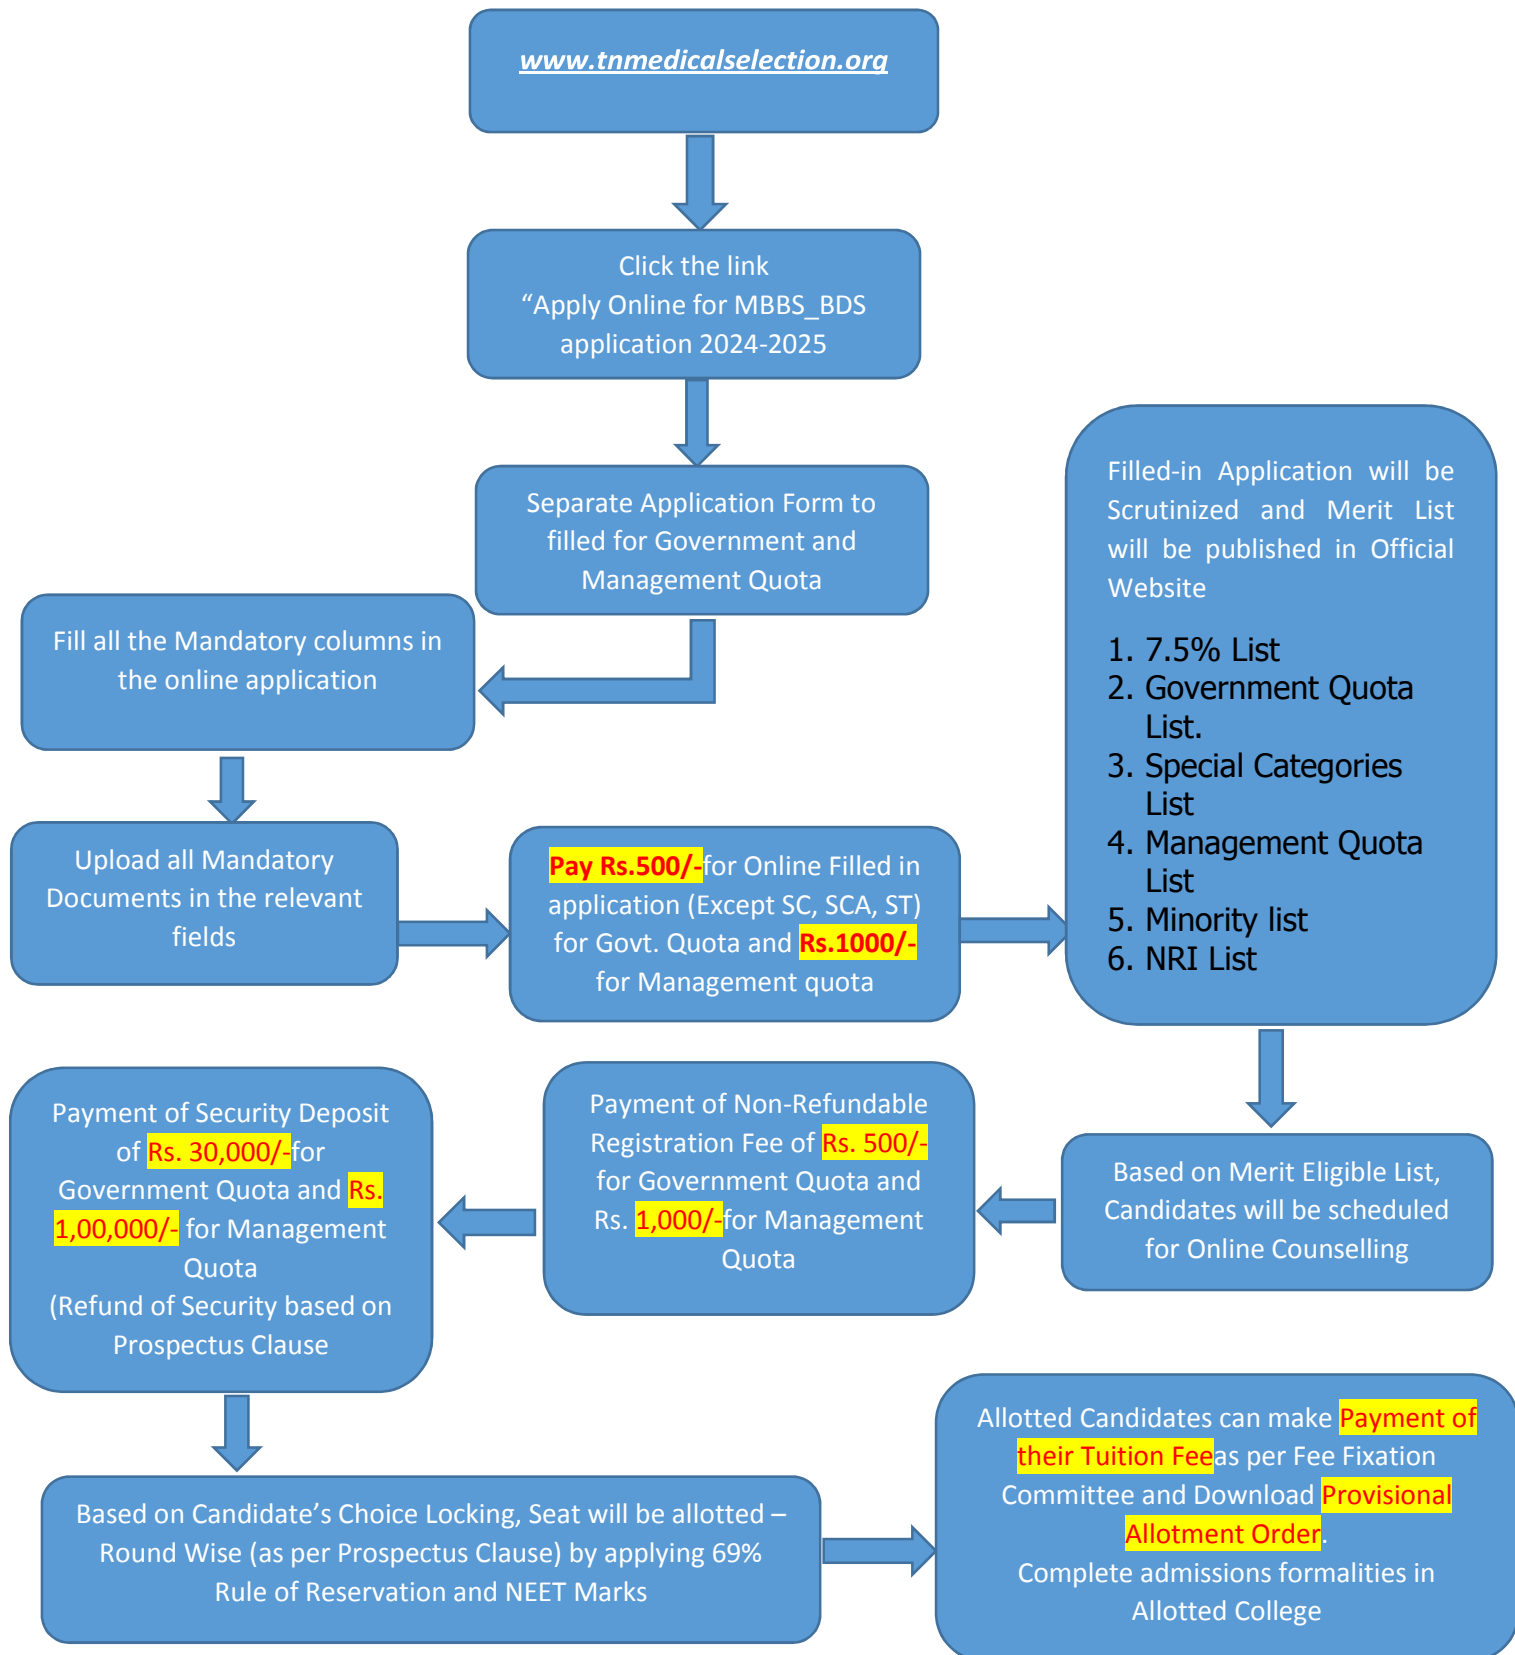 www.tnmedicalselection.org
Click the link
“Apply Online for MBBS_BDS
application 2024-2025
Separate Application Form to
filled for Government and
Management Quota
Fill all the Mandatory columns in
the online application
Upload all Mandatory
Documents in the relevant
fields
Pay Rs.500/-for Online Filled in
application (Except SC, SCA, ST)
for Govt. Quota and Rs.1000/-
for Management quota
Filled-in Application will be
Scrutinized and Merit List
will be published in Official
Website
1. 7.5% List
2. Government Quota
List.
3. Special Categories
List
4. Management Quota
List
5. Minority list
6. NRI List
Based on Merit Eligible List,
Candidates will be scheduled
for Online Counselling
Payment of Non-Refundable
Registration Fee of Rs. 500/-
for Government Quota and
Rs. 1,000/-for Management
Quota
Payment of Security Deposit
of Rs. 30,000/-for
Government Quota and Rs.
1,00,000/- for Management
Quota
(Refund of Security based on
Prospectus Clause
Based on Candidate’s Choice Locking, Seat will be allotted –
Round Wise (as per Prospectus Clause) by applying 69%
Rule of Reservation and NEET Marks
Allotted Candidates can make Payment of
their Tuition Feeas per Fee Fixation
Committee and Download Provisional
Allotment Order.
Complete admissions formalities in
Allotted College